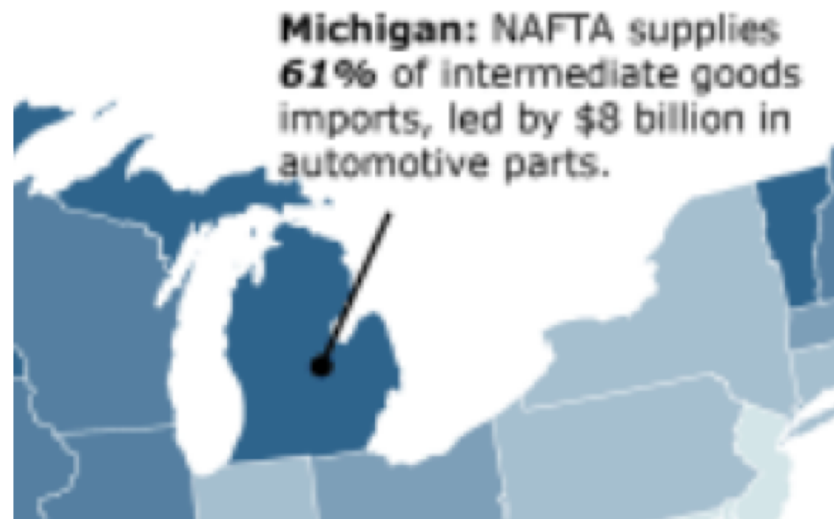 Michigan: NAFTA supplies
61% of intermediate goods
imports, led by $8 billion in
automotive parts.